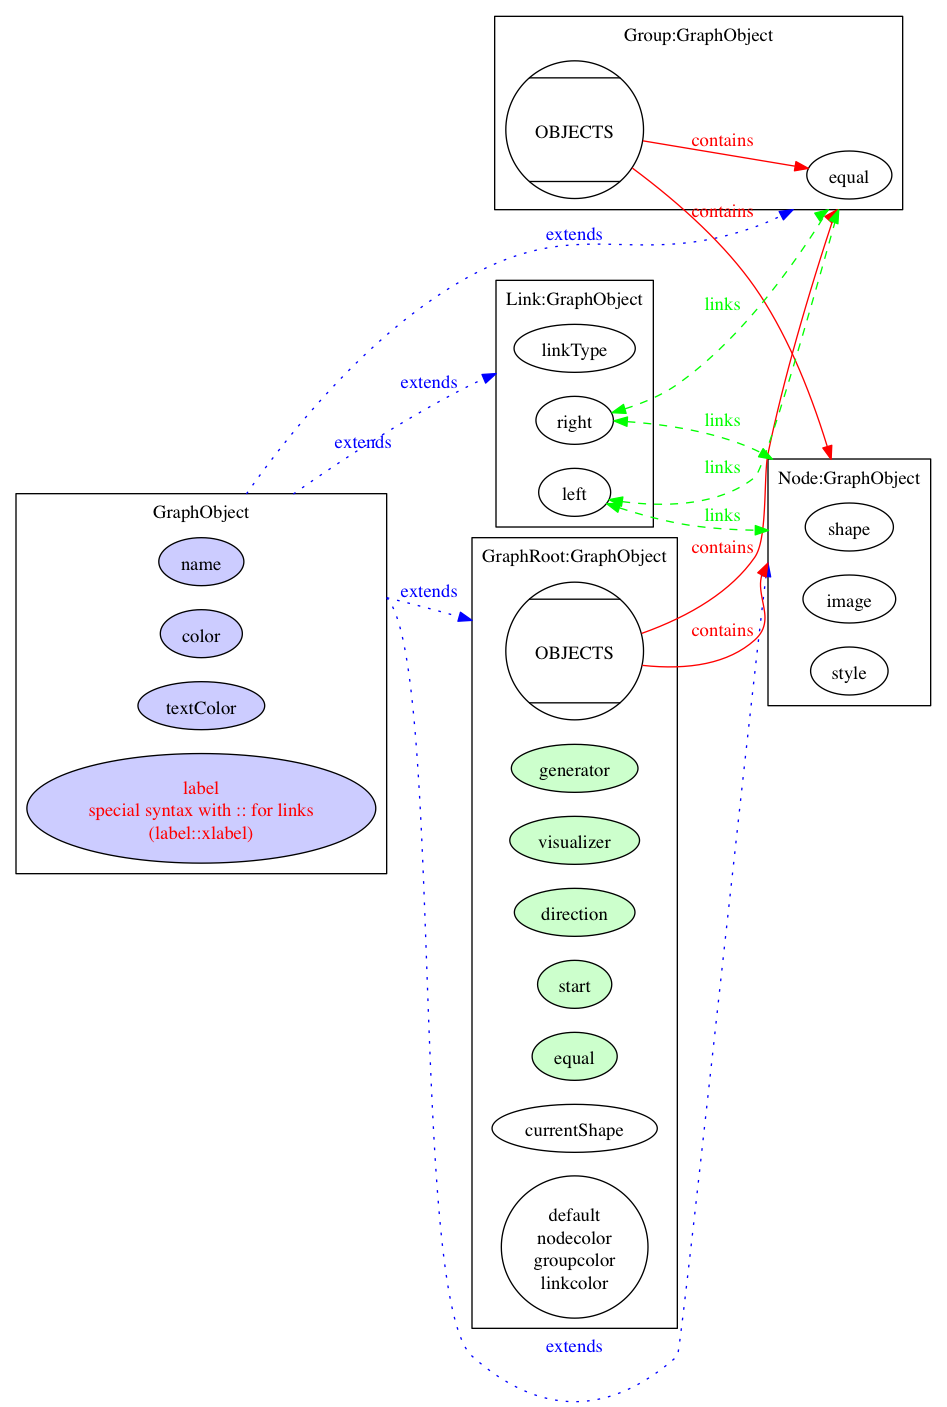 Group:GraphObject
OBJECTS
contains
equal
contains
extends
Link:GraphObject
links
linkType
extends
right
links
extends
links
left
links
Node:GraphObject
shape
image
style
GraphObject
name
color
textColor
label
special syntax with :: for links
(label::xlabel)
extends
GraphRoot:GraphObject
contains
OBJECTS
contains
generator
visualizer
direction
start
equal
currentShape
default
nodecolor
groupcolor
linkcolor
extends